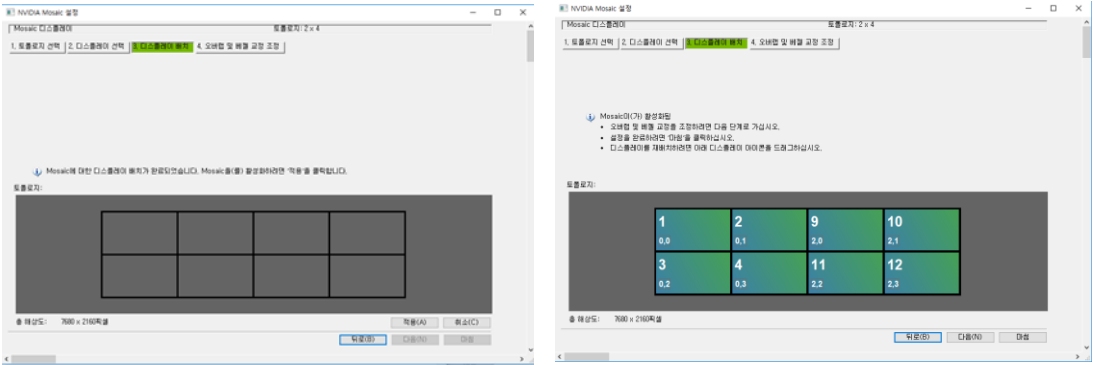 NVIDIA Mosaic 설정
Mosaic 디스플레이
토폴로지: 2 x 4
1. 토폴로지 선택
2. 디스플레이 선택
3. 디스플레이 배치
4. 오버랩 및 베젤 교정 조정
Mosaic에 대한 디스플레이 배치가 완료되었습니다. Mosaic을(를) 활성화하려면 '적용'을 클릭합니다.
토폴로지:
총 해상도: 7680 x 2160픽셀
적용(A)
취소(C)
뒤로(B)
다음(N)
마침
NVIDIA Mosaic 설정
Mosaic 디스플레이
토폴로지: 2 x 4
1. 토폴로지 선택
2. 디스플레이 선택
3. 디스플레이 배치
4. 오버랩 및 베젤 교정 조정
Mosaic이(가) 활성화됨
• 오버랩 및 베젤 교정을 조정하려면 다음 단계로 가십시오.
• 설정을 완료하려면 '마침'을 클릭하십시오.
• 디스플레이를 재배치하려면 아래 디스플레이 아이콘을 드래그하십시오.
토폴로지:
1 2 9 10
0,0 0,1 2,0 2,1
3 4 11 12
0,2 0,3 2,2 2,3
총 해상도: 7680 x 2160픽셀
뒤로(B)
다음(N)
마침